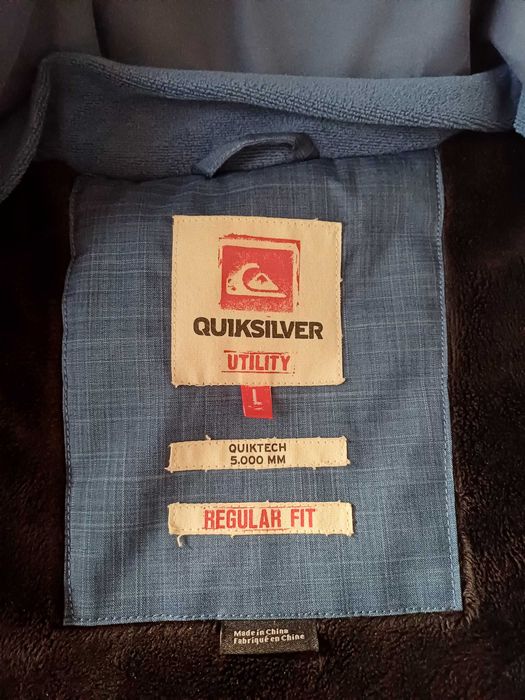 QUIKSILVER
UTILITY
L
QUIKTECH
5.000 MM
REGULAR FIT
Made in China
Fabriqué en Chine